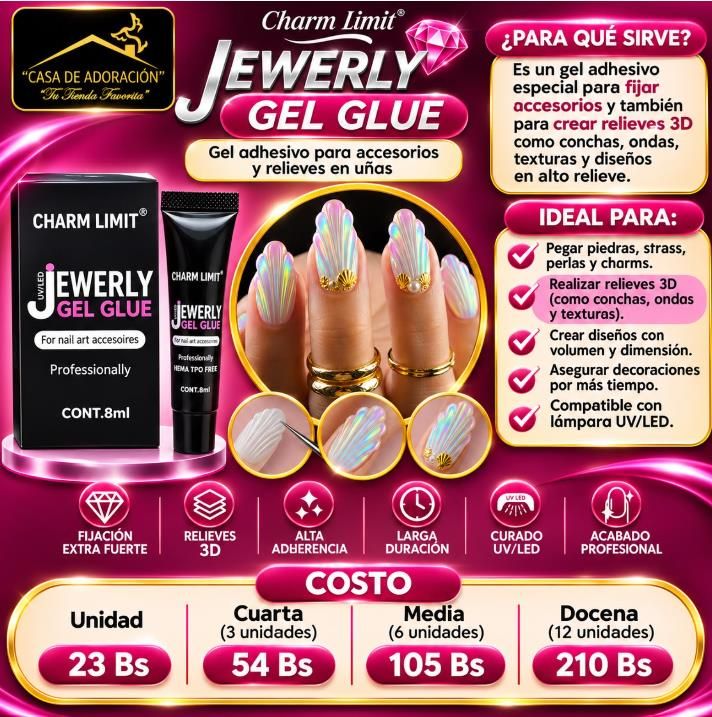 "CASA DE ADORACIÓN"
"Tu Tienda Favorita"
Charm Limit®
JEWERLY
GEL GLUE
Gel adhesivo para accesorios
y relieves en uñas
¿PARA QUÉ SIRVE?
Es un gel adhesivo
especial para fijar
accesorios y también
para crear relieves 3D
como conchas, ondas,
texturas y diseños
en alto relieve.
IDEAL PARA:
Pegar piedras, strass,
perlas y charms.
Realizar relieves 3D
(como conchas, ondas
y texturas).
Crear diseños con
volumen y dimensión.
Asegurar decoraciones
por más tiempo.
Compatible con
lámpara UV/LED.
CHARM LIMIT®
UV/LED
JEWERLY
GEL GLUE
For nail art accesoires
Professionally
CONT.8ml
CHARM LIMIT®
JEWERLY
GEL GLUE
For nail art accesoires
Professionally
HEMA TPO FREE
CONT.8ml
FIJACIÓN
EXTRA FUERTE
RELIEVES
3D
ALTA
ADHERENCIA
LARGA
DURACIÓN
UV LED
CURADO
UV/LED
ACABADO
PROFESIONAL
COSTO
Unidad
23 Bs
Cuarta
(3 unidades)
54 Bs
Media
(6 unidades)
105 Bs
Docena
(12 unidades)
210 Bs